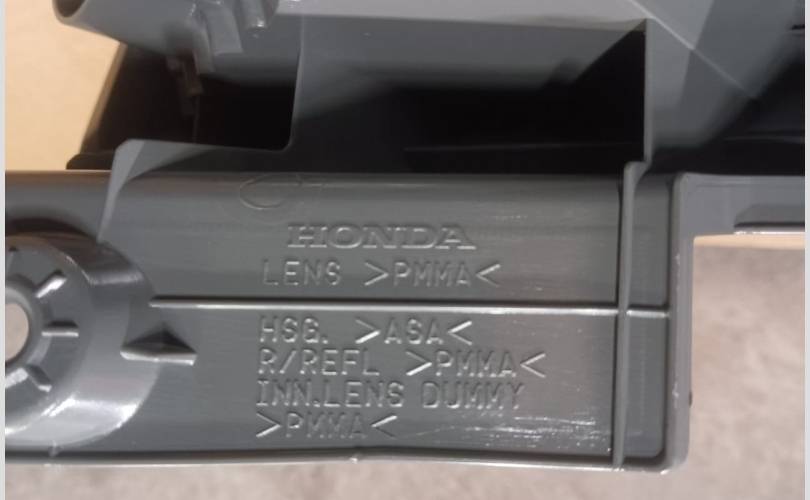 HONDA
LENS >PMMA<
HSG. >ASA<
R/REFL >PMMA<
INN.LENS DUMMY
>PMMA<